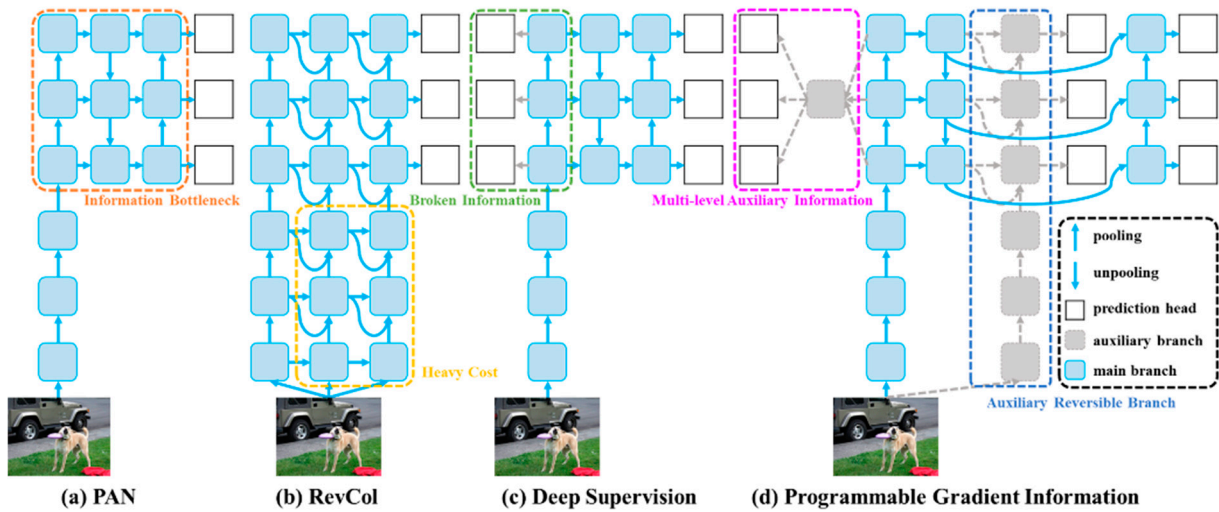 Information Bottleneck
Broken Information
Multi-level Auxiliary Information
pooling
unpooling
prediction head
auxiliary branch
main branch
Heavy Cost
Auxiliary Reversible Branch
(a) PAN
(b) RevCol
(c) Deep Supervision
(d) Programmable Gradient Information